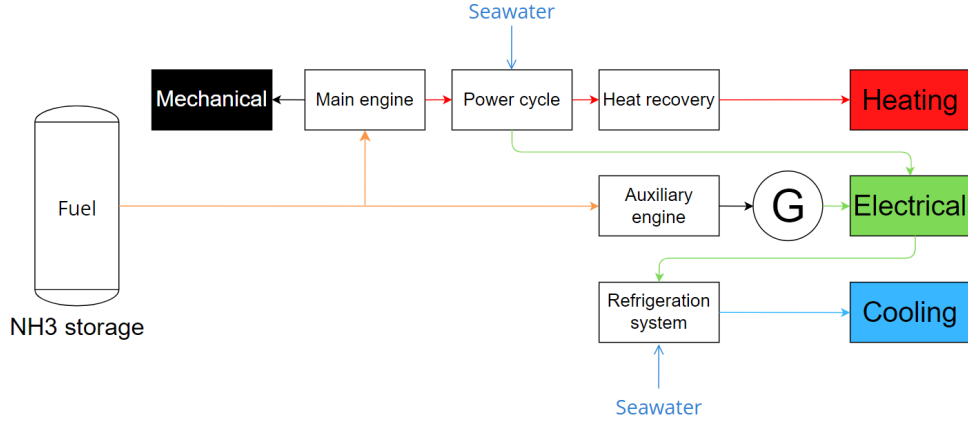 Seawater
Mechanical
Main engine
Power cycle
Heat recovery
Heating
Fuel
Auxiliary
engine
G
Electrical
NH3 storage
Refrigeration
system
Cooling
Seawater